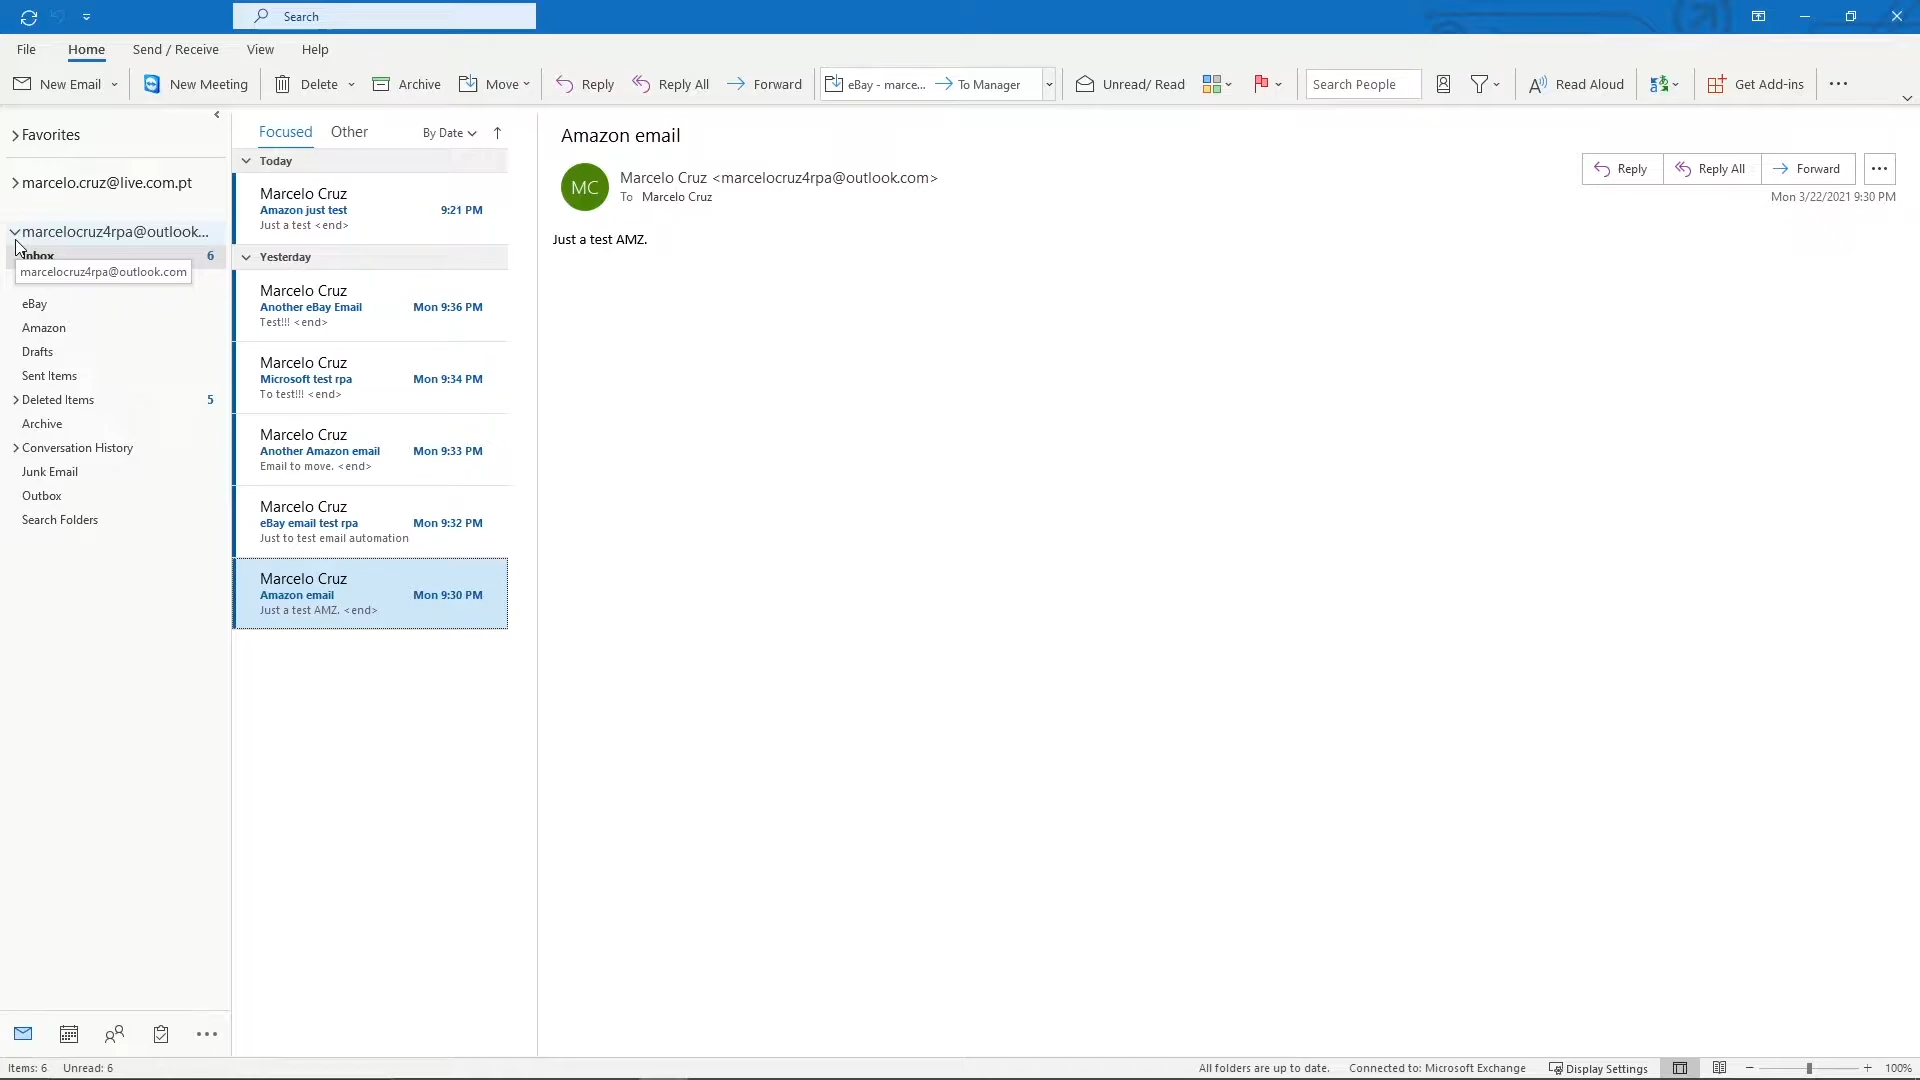 Search
File Home Send / Receive View Help
New Email New Meeting Delete Archive Move Reply Reply All Forward eBay - marce... To Manager Unread/ Read Search People Read Aloud Get Add-ins ...
Favorites
marcelo.cruz@live.com.pt
marcelocruz4rpa@outlook...
Inbox 6
marcelocruz4rpa@outlook.com
eBay
Amazon
Drafts
Sent Items
Deleted Items 5
Archive
Conversation History
Junk Email
Outbox
Search Folders
Focused Other By Date
Today
Marcelo Cruz
Amazon just test 9:21 PM
Just a test <end>
Yesterday
Marcelo Cruz
Another eBay Email Mon 9:36 PM
Test!!! <end>
Marcelo Cruz
Microsoft test rpa Mon 9:34 PM
To test!!! <end>
Marcelo Cruz
Another Amazon email Mon 9:33 PM
Email to move. <end>
Marcelo Cruz
eBay email test rpa Mon 9:32 PM
Just to test email automation
Marcelo Cruz
Amazon email Mon 9:30 PM
Just a test AMZ. <end>
Amazon email
MC
Marcelo Cruz <marcelocruz4rpa@outlook.com>
To Marcelo Cruz
Reply Reply All Forward ...
Mon 3/22/2021 9:30 PM
Just a test AMZ.
Items: 6 Unread: 6
All folders are up to date. Connected to: Microsoft Exchange Display Settings 100%